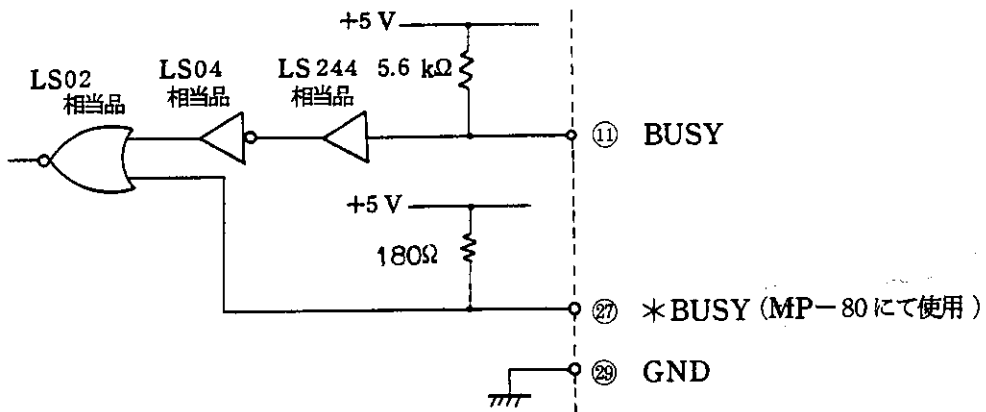 +5 V
LS02
相当品
LS04
相当品
LS 244
相当品
5.6 kΩ
⑪ BUSY
+5 V
180Ω
㉗ *BUSY (MP-80にて使用)
㉙ GND